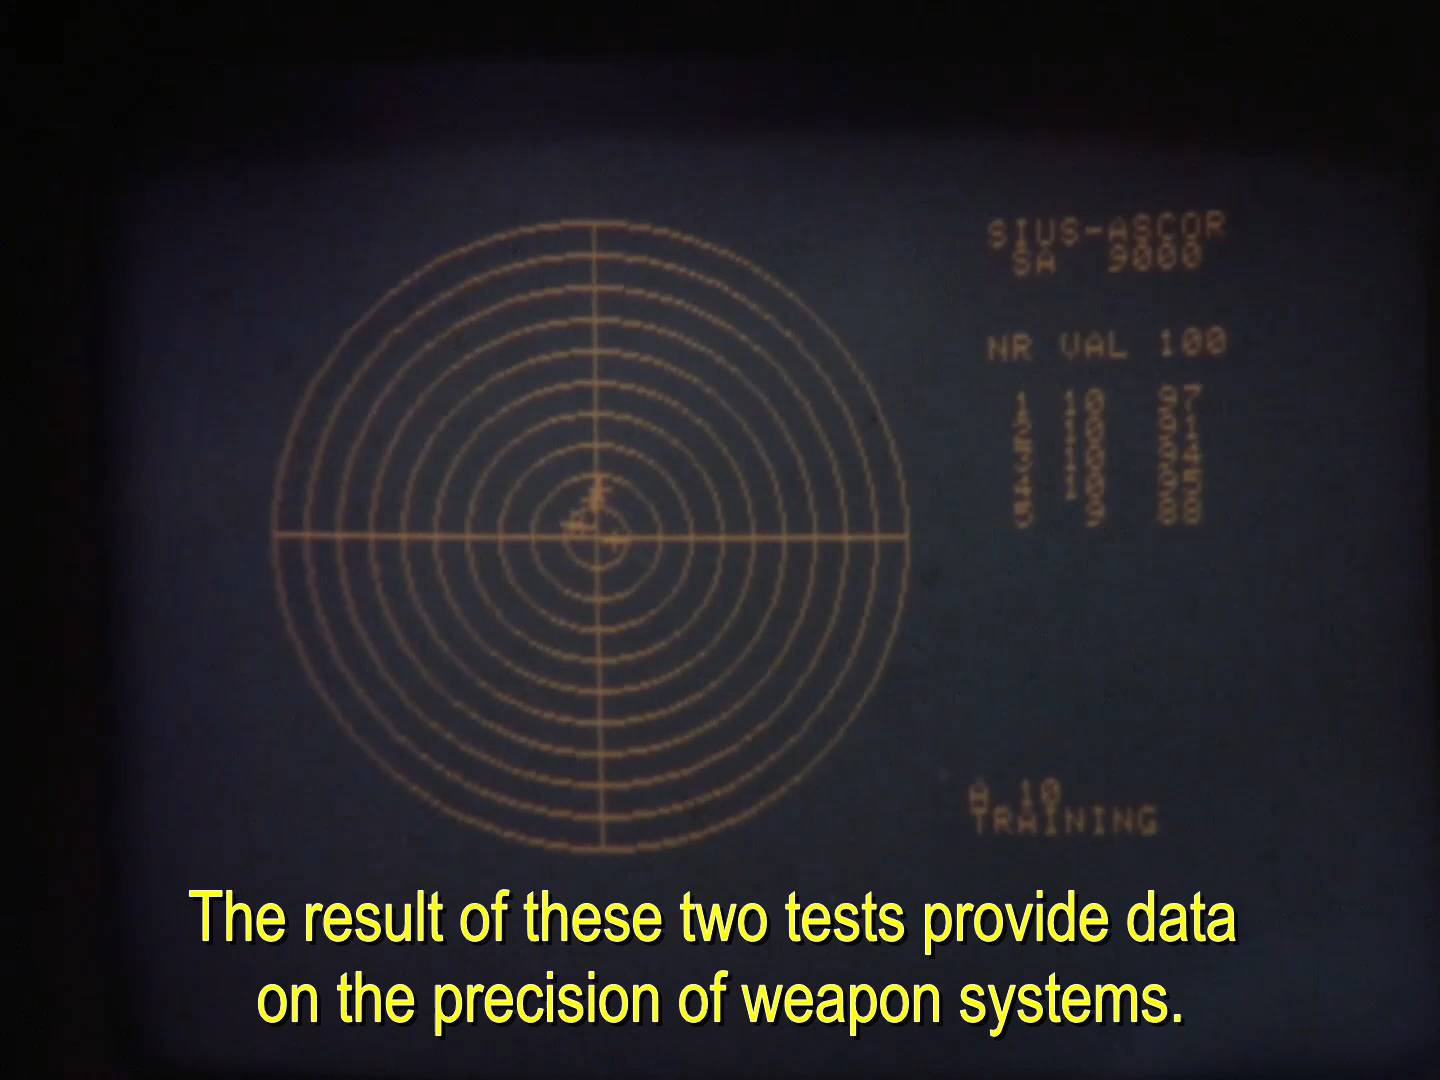 SIUS-ASCOR
SA 9000
NR VAL 100
A 10
TRAINING
The result of these two tests provide data
on the precision of weapon systems.